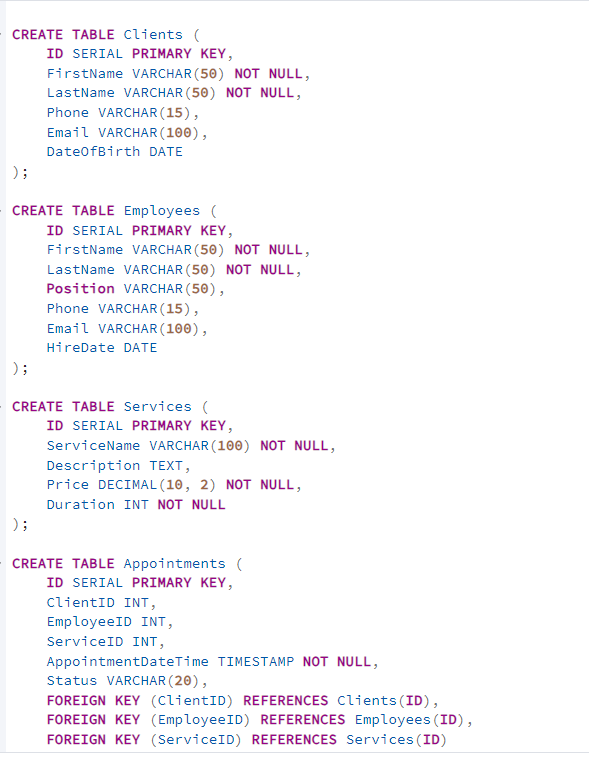 CREATE TABLE Clients (
    ID SERIAL PRIMARY KEY,
    FirstName VARCHAR(50) NOT NULL,
    LastName VARCHAR(50) NOT NULL,
    Phone VARCHAR(15),
    Email VARCHAR(100),
    DateOfBirth DATE
);
CREATE TABLE Employees (
    ID SERIAL PRIMARY KEY,
    FirstName VARCHAR(50) NOT NULL,
    LastName VARCHAR(50) NOT NULL,
    Position VARCHAR(50),
    Phone VARCHAR(15),
    Email VARCHAR(100),
    HireDate DATE
);
CREATE TABLE Services (
    ID SERIAL PRIMARY KEY,
    ServiceName VARCHAR(100) NOT NULL,
    Description TEXT,
    Price DECIMAL(10, 2) NOT NULL,
    Duration INT NOT NULL
);
CREATE TABLE Appointments (
    ID SERIAL PRIMARY KEY,
    ClientID INT,
    EmployeeID INT,
    ServiceID INT,
    AppointmentDateTime TIMESTAMP NOT NULL,
    Status VARCHAR(20),
    FOREIGN KEY (ClientID) REFERENCES Clients(ID),
    FOREIGN KEY (EmployeeID) REFERENCES Employees(ID),
    FOREIGN KEY (ServiceID) REFERENCES Services(ID)